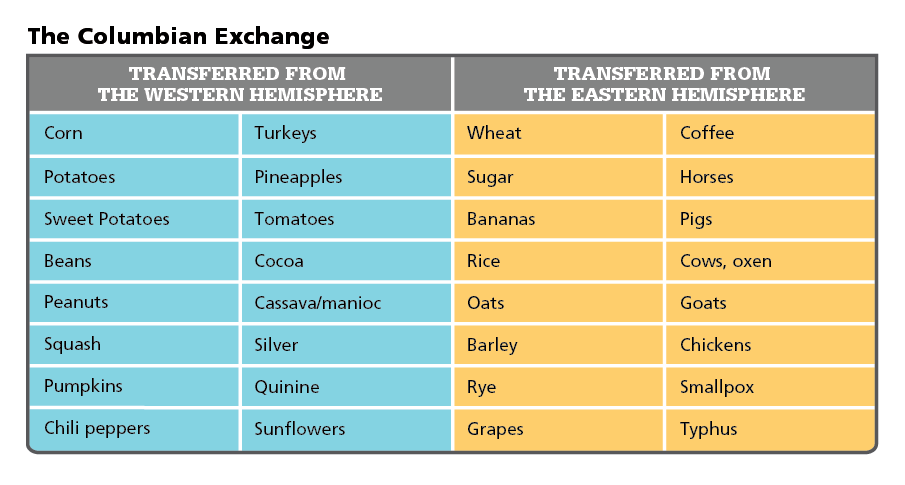 The Columbian Exchange
TRANSFERRED FROM
THE WESTERN HEMISPHERE
TRANSFERRED FROM
THE EASTERN HEMISPHERE
Corn Turkeys Wheat Coffee
Potatoes Pineapples Sugar Horses
Sweet Potatoes Tomatoes Bananas Pigs
Beans Cocoa Rice Cows, oxen
Peanuts Cassava/manioc Oats Goats
Squash Silver Barley Chickens
Pumpkins Quinine Rye Smallpox
Chili peppers Sunflowers Grapes Typhus